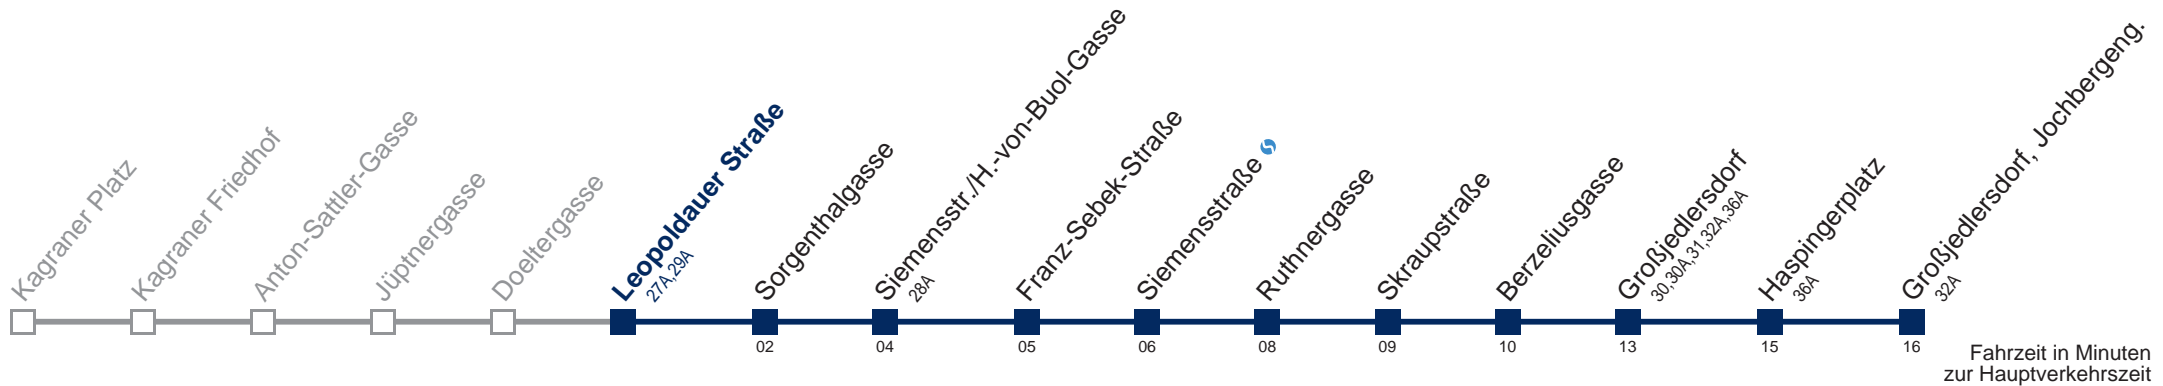 Kagraner Platz
Kagraner Friedhof
Anton-Sattler-Gasse
Jüptnergasse
Doeltergasse
Leopoldauer Straße
27A,29A
Sorgenthalgasse
Siemensstr./H.-von-Buol-Gasse
28A
Franz-Sebek-Straße
Siemensstraße
Ruthnergasse
Skraupstraße
Berzeliusgasse
Großjedlersdorf
30,30A,31,32A,36A
Haspingerplatz
36A
Großjedlersdorf, Jochbergeng.
32A
02 04 05 06 08 09 10 13 15 16
Fahrzeit in Minuten
zur Hauptverkehrszeit